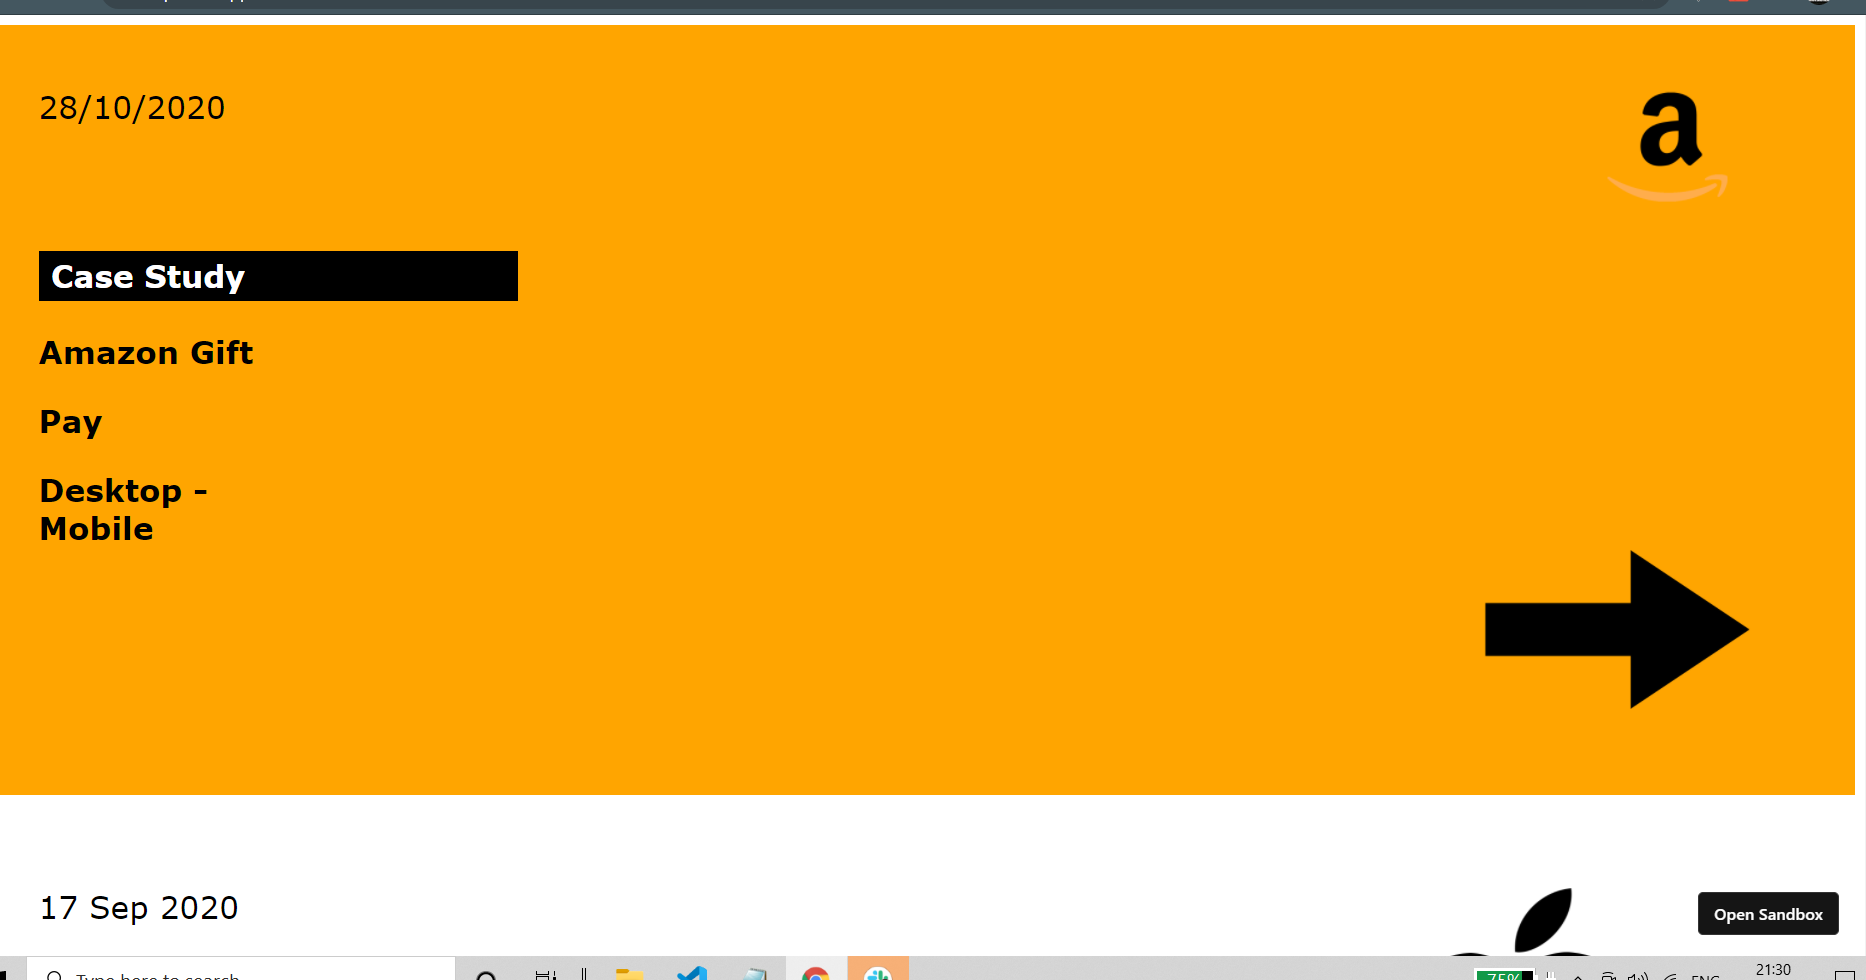 28/10/2020
a
Case Study
Amazon Gift
Pay
Desktop -
Mobile
17 Sep 2020
Open Sandbox
Type here to search
75%
ENG
21:30